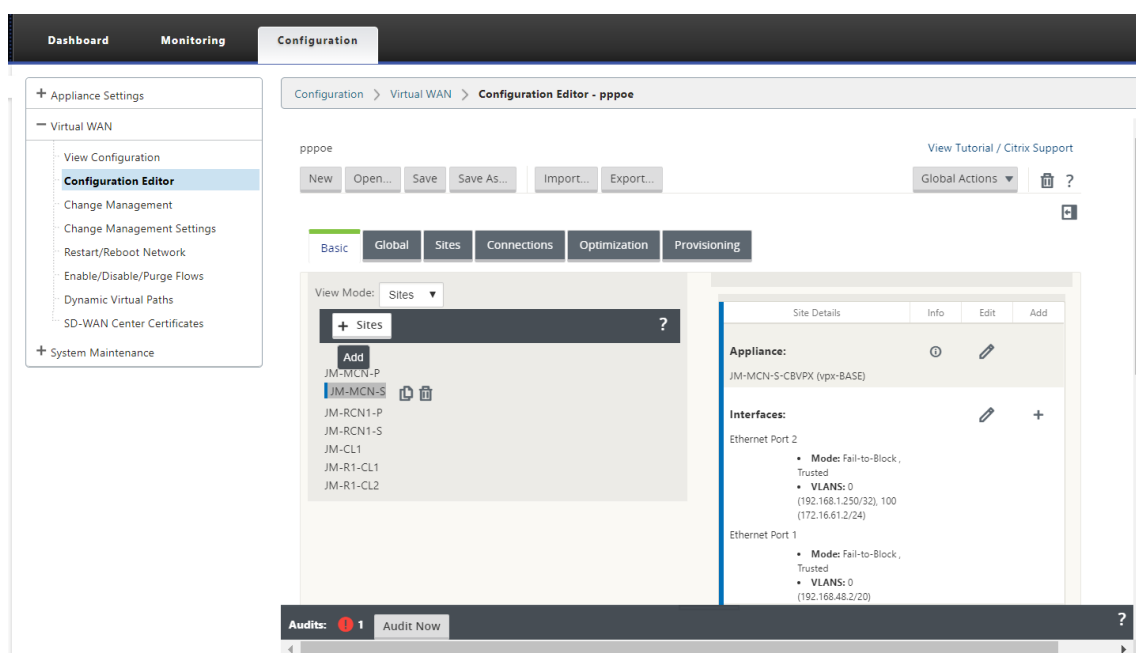 Dashboard Monitoring Configuration
+ Appliance Settings
− Virtual WAN
View Configuration
Configuration Editor
Change Management
Change Management Settings
Restart/Reboot Network
Enable/Disable/Purge Flows
Dynamic Virtual Paths
SD-WAN Center Certificates
+ System Maintenance
Configuration > Virtual WAN > Configuration Editor - pppoe
pppoe
View Tutorial / Citrix Support
New Open... Save Save As... Import... Export... Global Actions ▼ ?
Basic Global Sites Connections Optimization Provisioning
View Mode: Sites ▼
+ Sites ?
Add
JM-MCN-P
JM-MCN-S
JM-RCN1-P
JM-RCN1-S
JM-CL1
JM-R1-CL1
JM-R1-CL2
Site Details Info Edit Add
Appliance:
JM-MCN-S-CBVPX (vpx-BASE)
Interfaces: +
Ethernet Port 2
• Mode: Fail-to-Block ,
Trusted
• VLANS: 0
(192.168.1.250/32), 100
(172.16.61.2/24)
Ethernet Port 1
• Mode: Fail-to-Block ,
Trusted
• VLANS: 0
(192.168.48.2/20)
Audits: ! 1 Audit Now ?